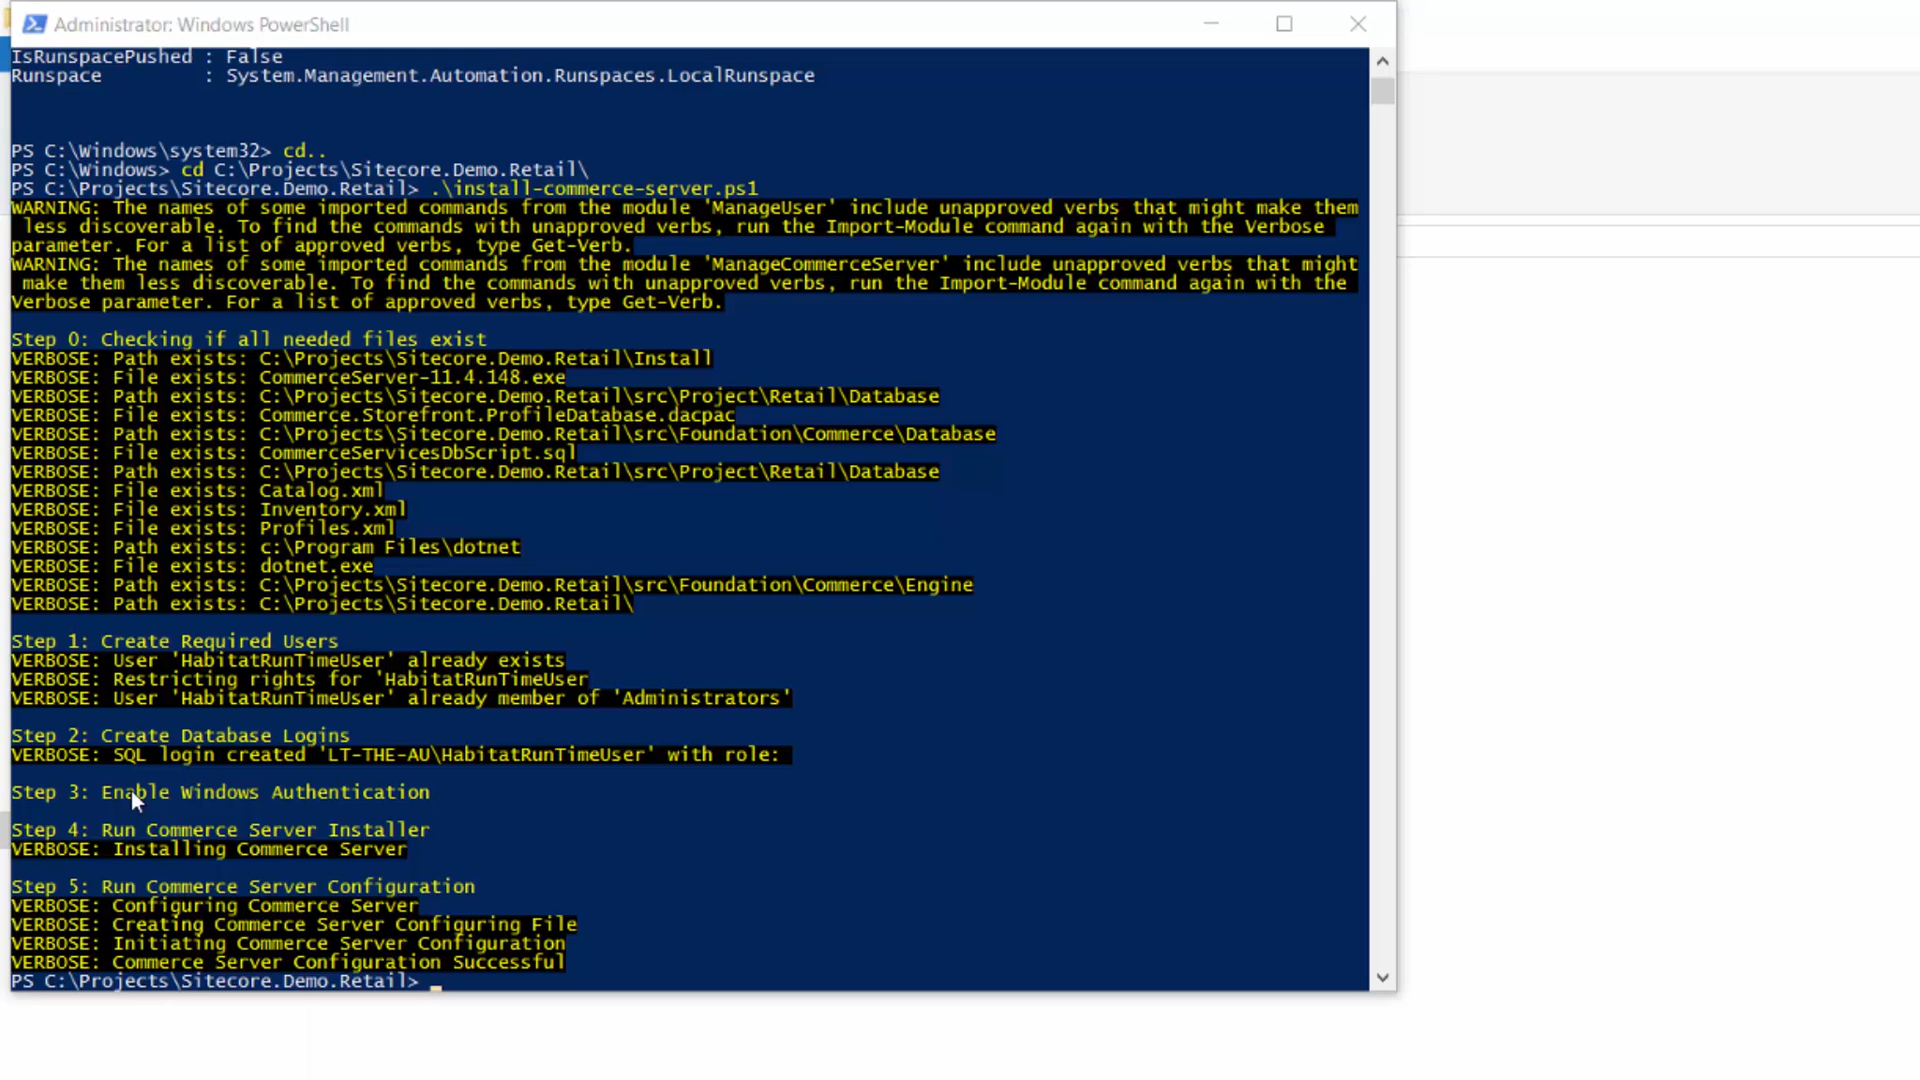 Administrator: Windows PowerShell
IsRunspacePushed : False
Runspace         : System.Management.Automation.Runspaces.LocalRunspace
PS C:\Windows\system32> cd..
PS C:\Windows> cd C:\Projects\Sitecore.Demo.Retail\
PS C:\Projects\Sitecore.Demo.Retail> .\install-commerce-server.ps1
WARNING: The names of some imported commands from the module 'ManageUser' include unapproved verbs that might make them
 less discoverable. To find the commands with unapproved verbs, run the Import-Module command again with the Verbose
parameter. For a list of approved verbs, type Get-Verb.
WARNING: The names of some imported commands from the module 'ManageCommerceServer' include unapproved verbs that might
 make them less discoverable. To find the commands with unapproved verbs, run the Import-Module command again with the
Verbose parameter. For a list of approved verbs, type Get-Verb.
Step 0: Checking if all needed files exist
VERBOSE: Path exists: C:\Projects\Sitecore.Demo.Retail\Install
VERBOSE: File exists: CommerceServer-11.4.148.exe
VERBOSE: Path exists: C:\Projects\Sitecore.Demo.Retail\src\Project\Retail\Database
VERBOSE: File exists: Commerce.Storefront.ProfileDatabase.dacpac
VERBOSE: Path exists: C:\Projects\Sitecore.Demo.Retail\src\Foundation\Commerce\Database
VERBOSE: File exists: CommerceServicesDbScript.sql
VERBOSE: Path exists: C:\Projects\Sitecore.Demo.Retail\src\Project\Retail\Database
VERBOSE: File exists: Catalog.xml
VERBOSE: File exists: Inventory.xml
VERBOSE: File exists: Profiles.xml
VERBOSE: Path exists: c:\Program Files\dotnet
VERBOSE: File exists: dotnet.exe
VERBOSE: Path exists: C:\Projects\Sitecore.Demo.Retail\src\Foundation\Commerce\Engine
VERBOSE: Path exists: C:\Projects\Sitecore.Demo.Retail\
Step 1: Create Required Users
VERBOSE: User 'HabitatRunTimeUser' already exists
VERBOSE: Restricting rights for 'HabitatRunTimeUser
VERBOSE: User 'HabitatRunTimeUser' already member of 'Administrators'
Step 2: Create Database Logins
VERBOSE: SQL login created 'LT-THE-AU\HabitatRunTimeUser' with role:
Step 3: Enable Windows Authentication
Step 4: Run Commerce Server Installer
VERBOSE: Installing Commerce Server
Step 5: Run Commerce Server Configuration
VERBOSE: Configuring Commerce Server
VERBOSE: Creating Commerce Server Configuring File
VERBOSE: Initiating Commerce Server Configuration
VERBOSE: Commerce Server Configuration Successful
PS C:\Projects\Sitecore.Demo.Retail>